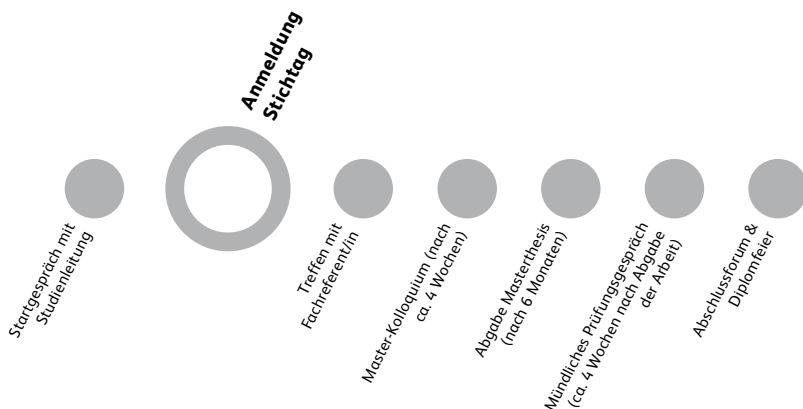 Anmeldung
Stichtag
Startgespräch mit
Studienleitung
Treffen mit
Fachreferent/in
Master-Kolloquium (nach
ca. 4 Wochen)
Abgabe Masterthesis
(nach 6 Monaten)
Mündliches Prüfungsgespräch
(ca. 4 Wochen nach Abgabe
der Arbeit)
Abschlussforum &
Diplomfeier